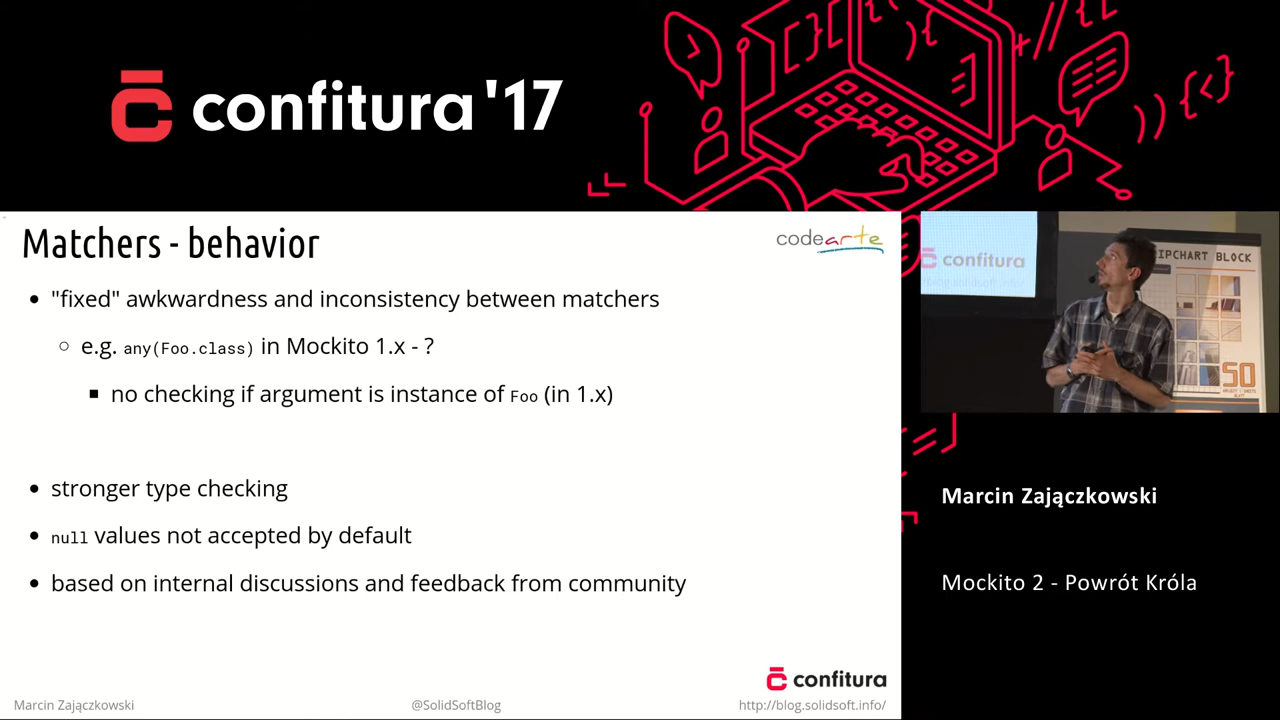 confitura '17
Matchers - behavior
codearte
• "fixed" awkwardness and inconsistency between matchers
○ e.g. any(Foo.class) in Mockito 1.x - ?
■ no checking if argument is instance of Foo (in 1.x)
• stronger type checking
• null values not accepted by default
• based on internal discussions and feedback from community
confitura
Marcin Zajączkowski
@SolidSoftBlog
http://blog.solidsoft.info/
confitura
IPCHART BLOCK
50
Marcin Zajączkowski
Mockito 2 - Powrót Króla